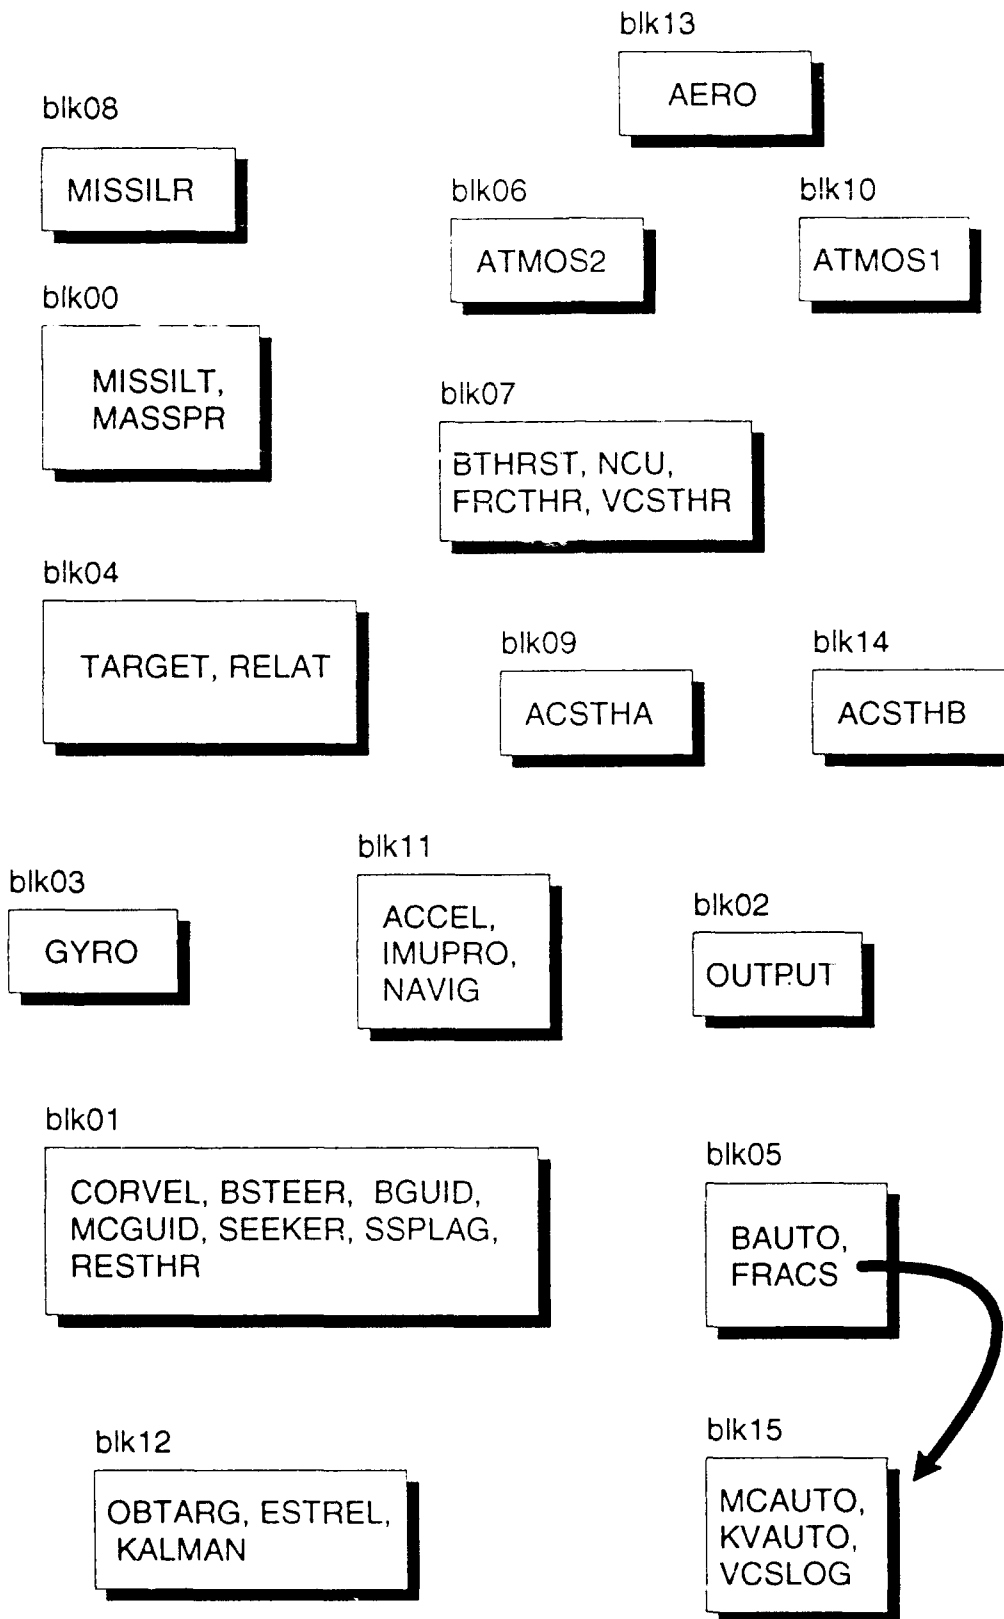 blk13
AERO
blk08
MISSILR
blk06
ATMOS2
blk10
ATMOS1
blk00
MISSILT,
MASSPR
blk07
BTHRST, NCU,
FRCTHR, VCSTHR
blk04
TARGET, RELAT
blk09
ACSTHA
blk14
ACSTHB
blk03
GYRO
blk11
ACCEL,
IMUPRO,
NAVIG
blk02
OUTPUT
blk01
CORVEL, BSTEER, BGUID,
MCGUID, SEEKER, SSPLAG,
RESTHR
blk05
BAUTO,
FRACS
blk12
OBTARG, ESTREL,
KALMAN
blk15
MCAUTO,
KVAUTO,
VCSLOG